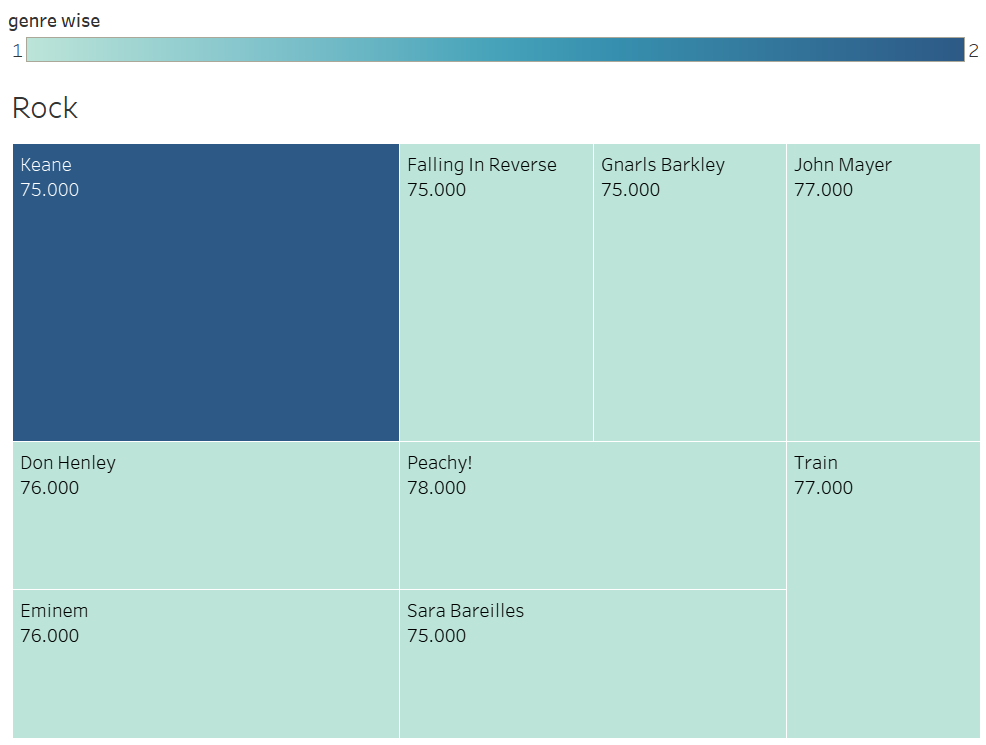 genre wise
1
2
Rock
Keane
75.000
Falling In Reverse
75.000
Gnarls Barkley
75.000
John Mayer
77.000
Don Henley
76.000
Peachy!
78.000
Train
77.000
Eminem
76.000
Sara Bareilles
75.000